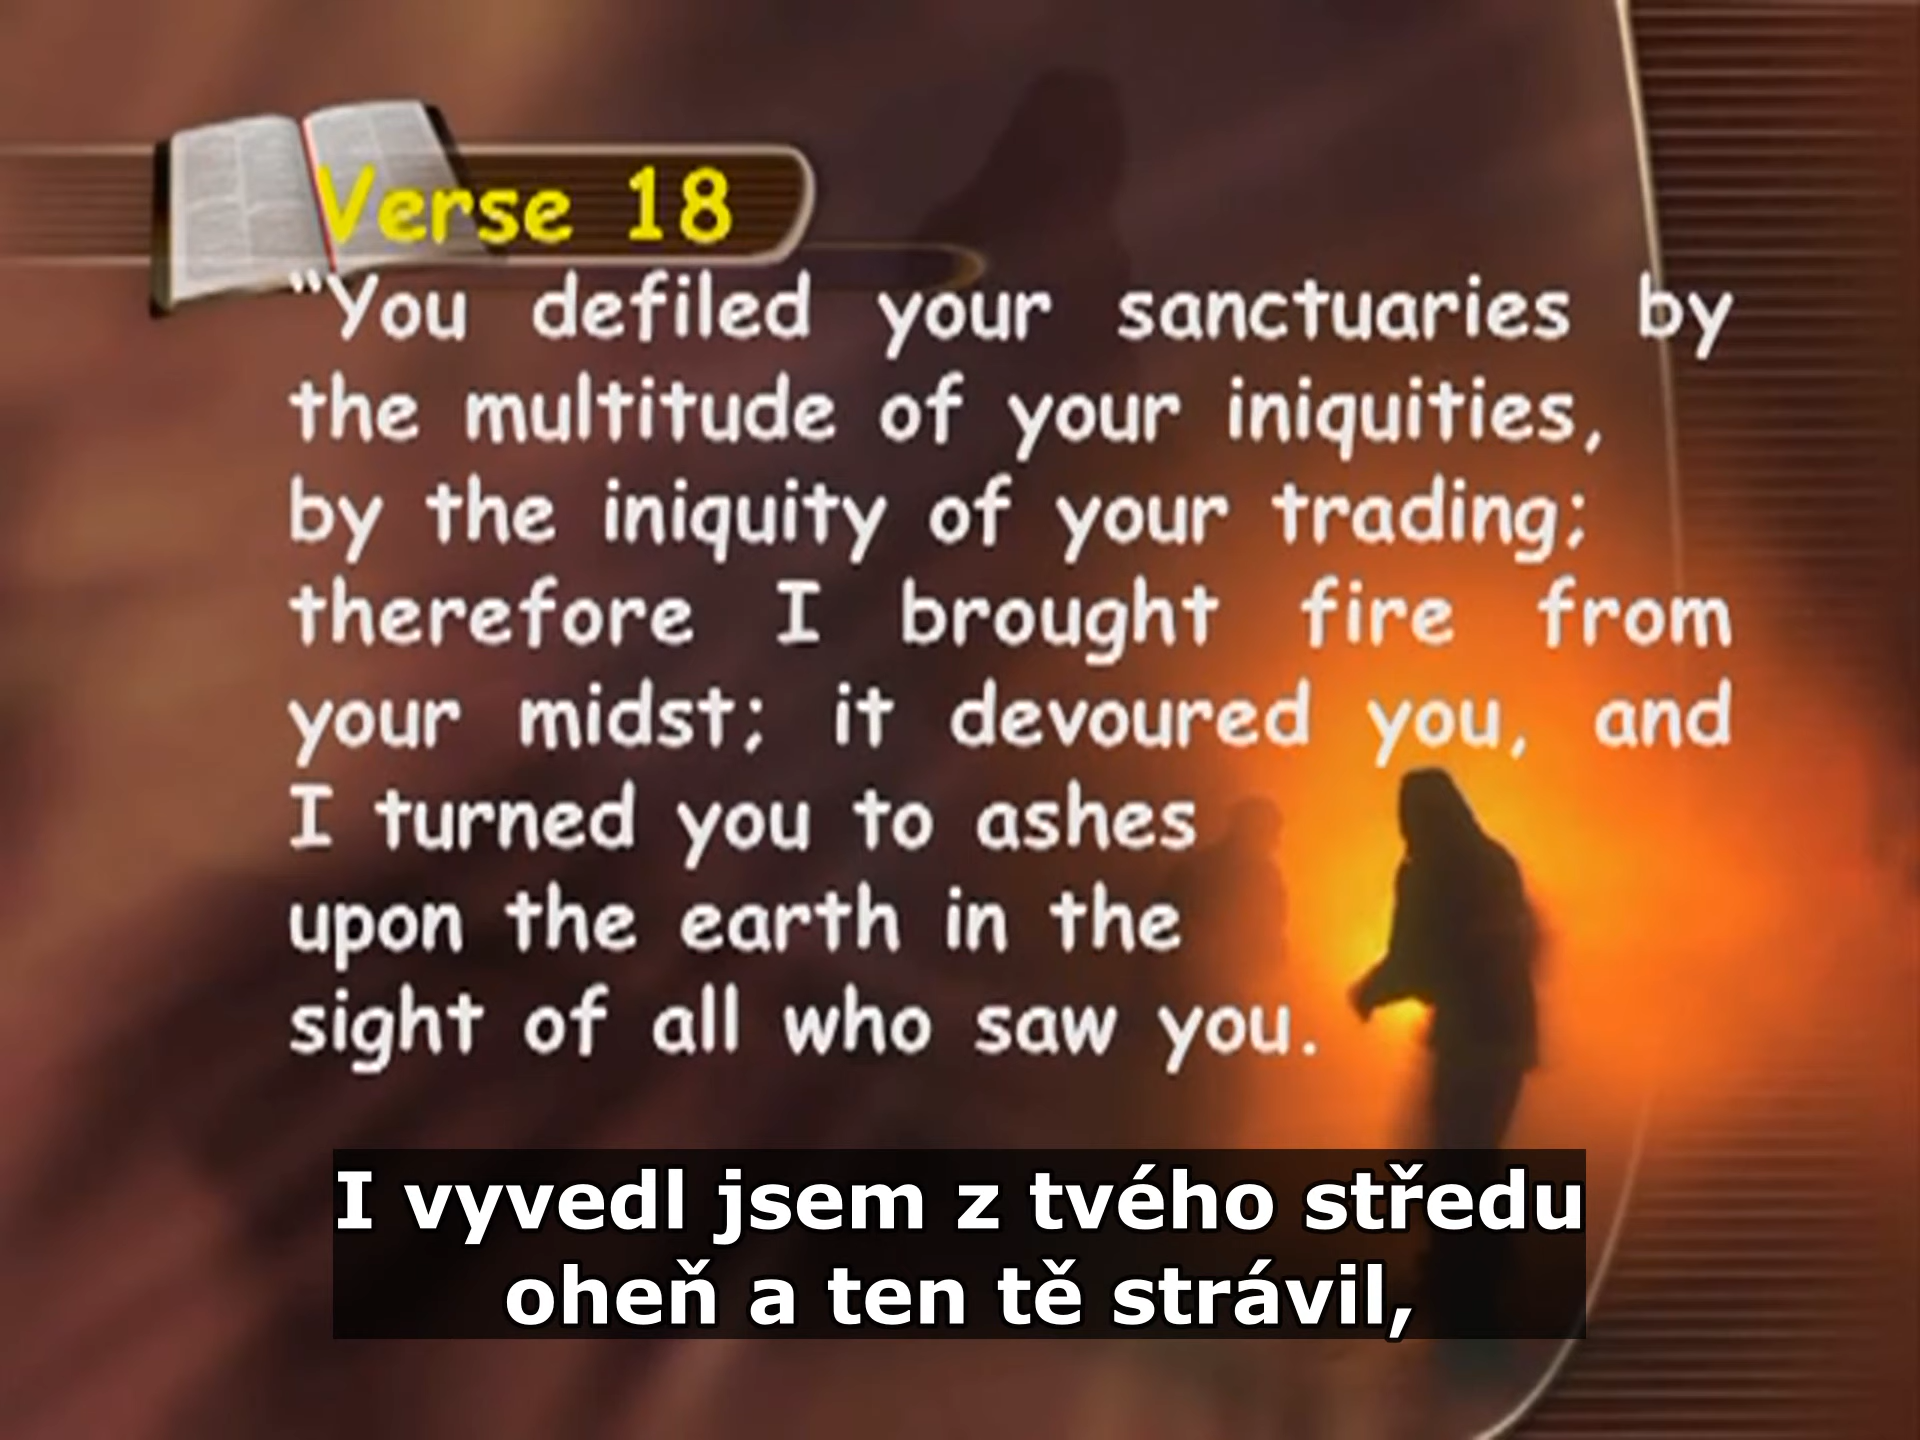 Verse 18
“You defiled your sanctuaries by
the multitude of your iniquities,
by the iniquity of your trading;
therefore I brought fire from
your midst; it devoured you, and
I turned you to ashes
upon the earth in the
sight of all who saw you.
I vyvedl jsem z tvého středu
oheň a ten tě strávil,